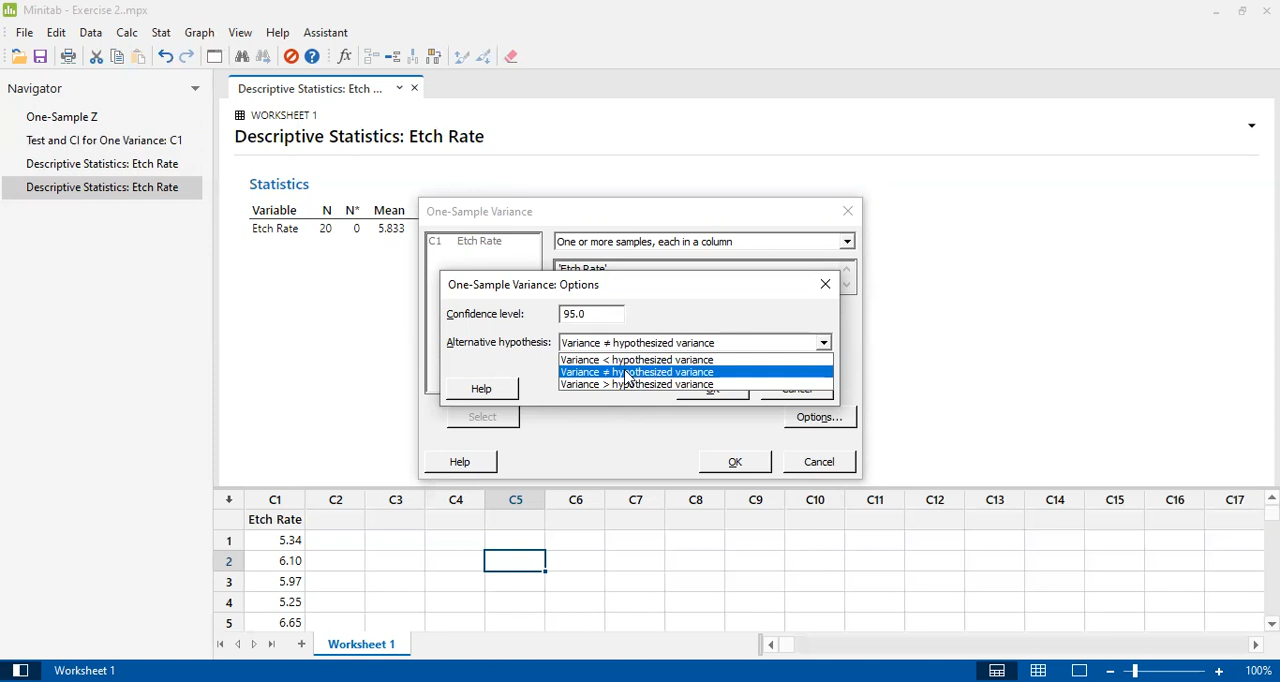 Minitab - Exercise 2..mpx
File Edit Data Calc Stat Graph View Help Assistant
fx
Navigator
One-Sample Z
Test and CI for One Variance: C1
Descriptive Statistics: Etch Rate
Descriptive Statistics: Etch Rate
Descriptive Statistics: Etch ...
WORKSHEET 1
Descriptive Statistics: Etch Rate
Statistics
Variable N N* Mean
Etch Rate 20 0 5.833
One-Sample Variance
C1 Etch Rate
One or more samples, each in a column
'Etch Rate'
One-Sample Variance: Options
Confidence level: 95.0
Alternative hypothesis: Variance ≠ hypothesized variance
Variance < hypothesized variance
Variance ≠ hypothesized variance
Variance > hypothesized variance
Help OK Cancel
Select Options...
Help OK Cancel
C1 C2 C3 C4 C5 C6 C7 C8 C9 C10 C11 C12 C13 C14 C15 C16 C17
Etch Rate
1 5.34
2 6.10
3 5.97
4 5.25
5 6.65
Worksheet 1
Worksheet 1 100%